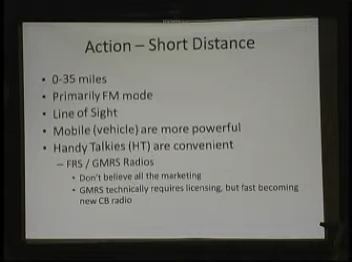 Action – Short Distance
• 0-35 miles
• Primarily FM mode
• Line of Sight
• Mobile (vehicle) are more powerful
• Handy Talkies (HT) are convenient
– FRS / GMRS Radios
• Don't believe all the marketing
• GMRS technically requires licensing, but fast becoming
new CB radio